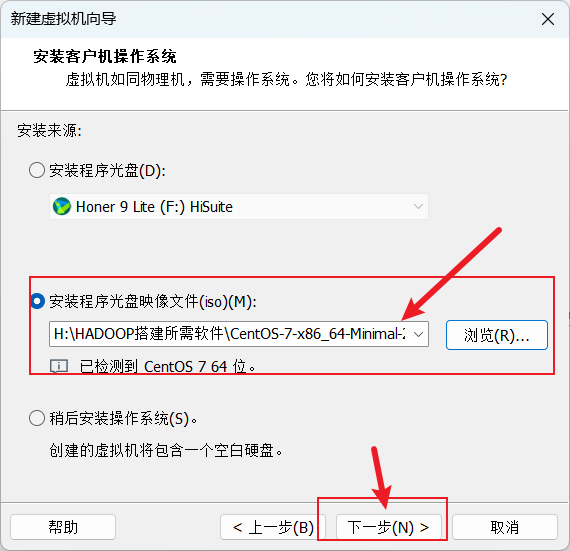 新建虚拟机向导
安装客户机操作系统
虚拟机如同物理机，需要操作系统。您将如何安装客户机操作系统?
安装来源:
安装程序光盘(D):
Honer 9 Lite (F:) HiSuite
安装程序光盘映像文件(iso)(M):
H:\HADOOP搭建所需软件\CentOS-7-x86_64-Minimal-2
浏览(R)...
已检测到 CentOS 7 64 位。
稍后安装操作系统(S)。
创建的虚拟机将包含一个空白硬盘。
帮助
< 上一步(B)
下一步(N) >
取消